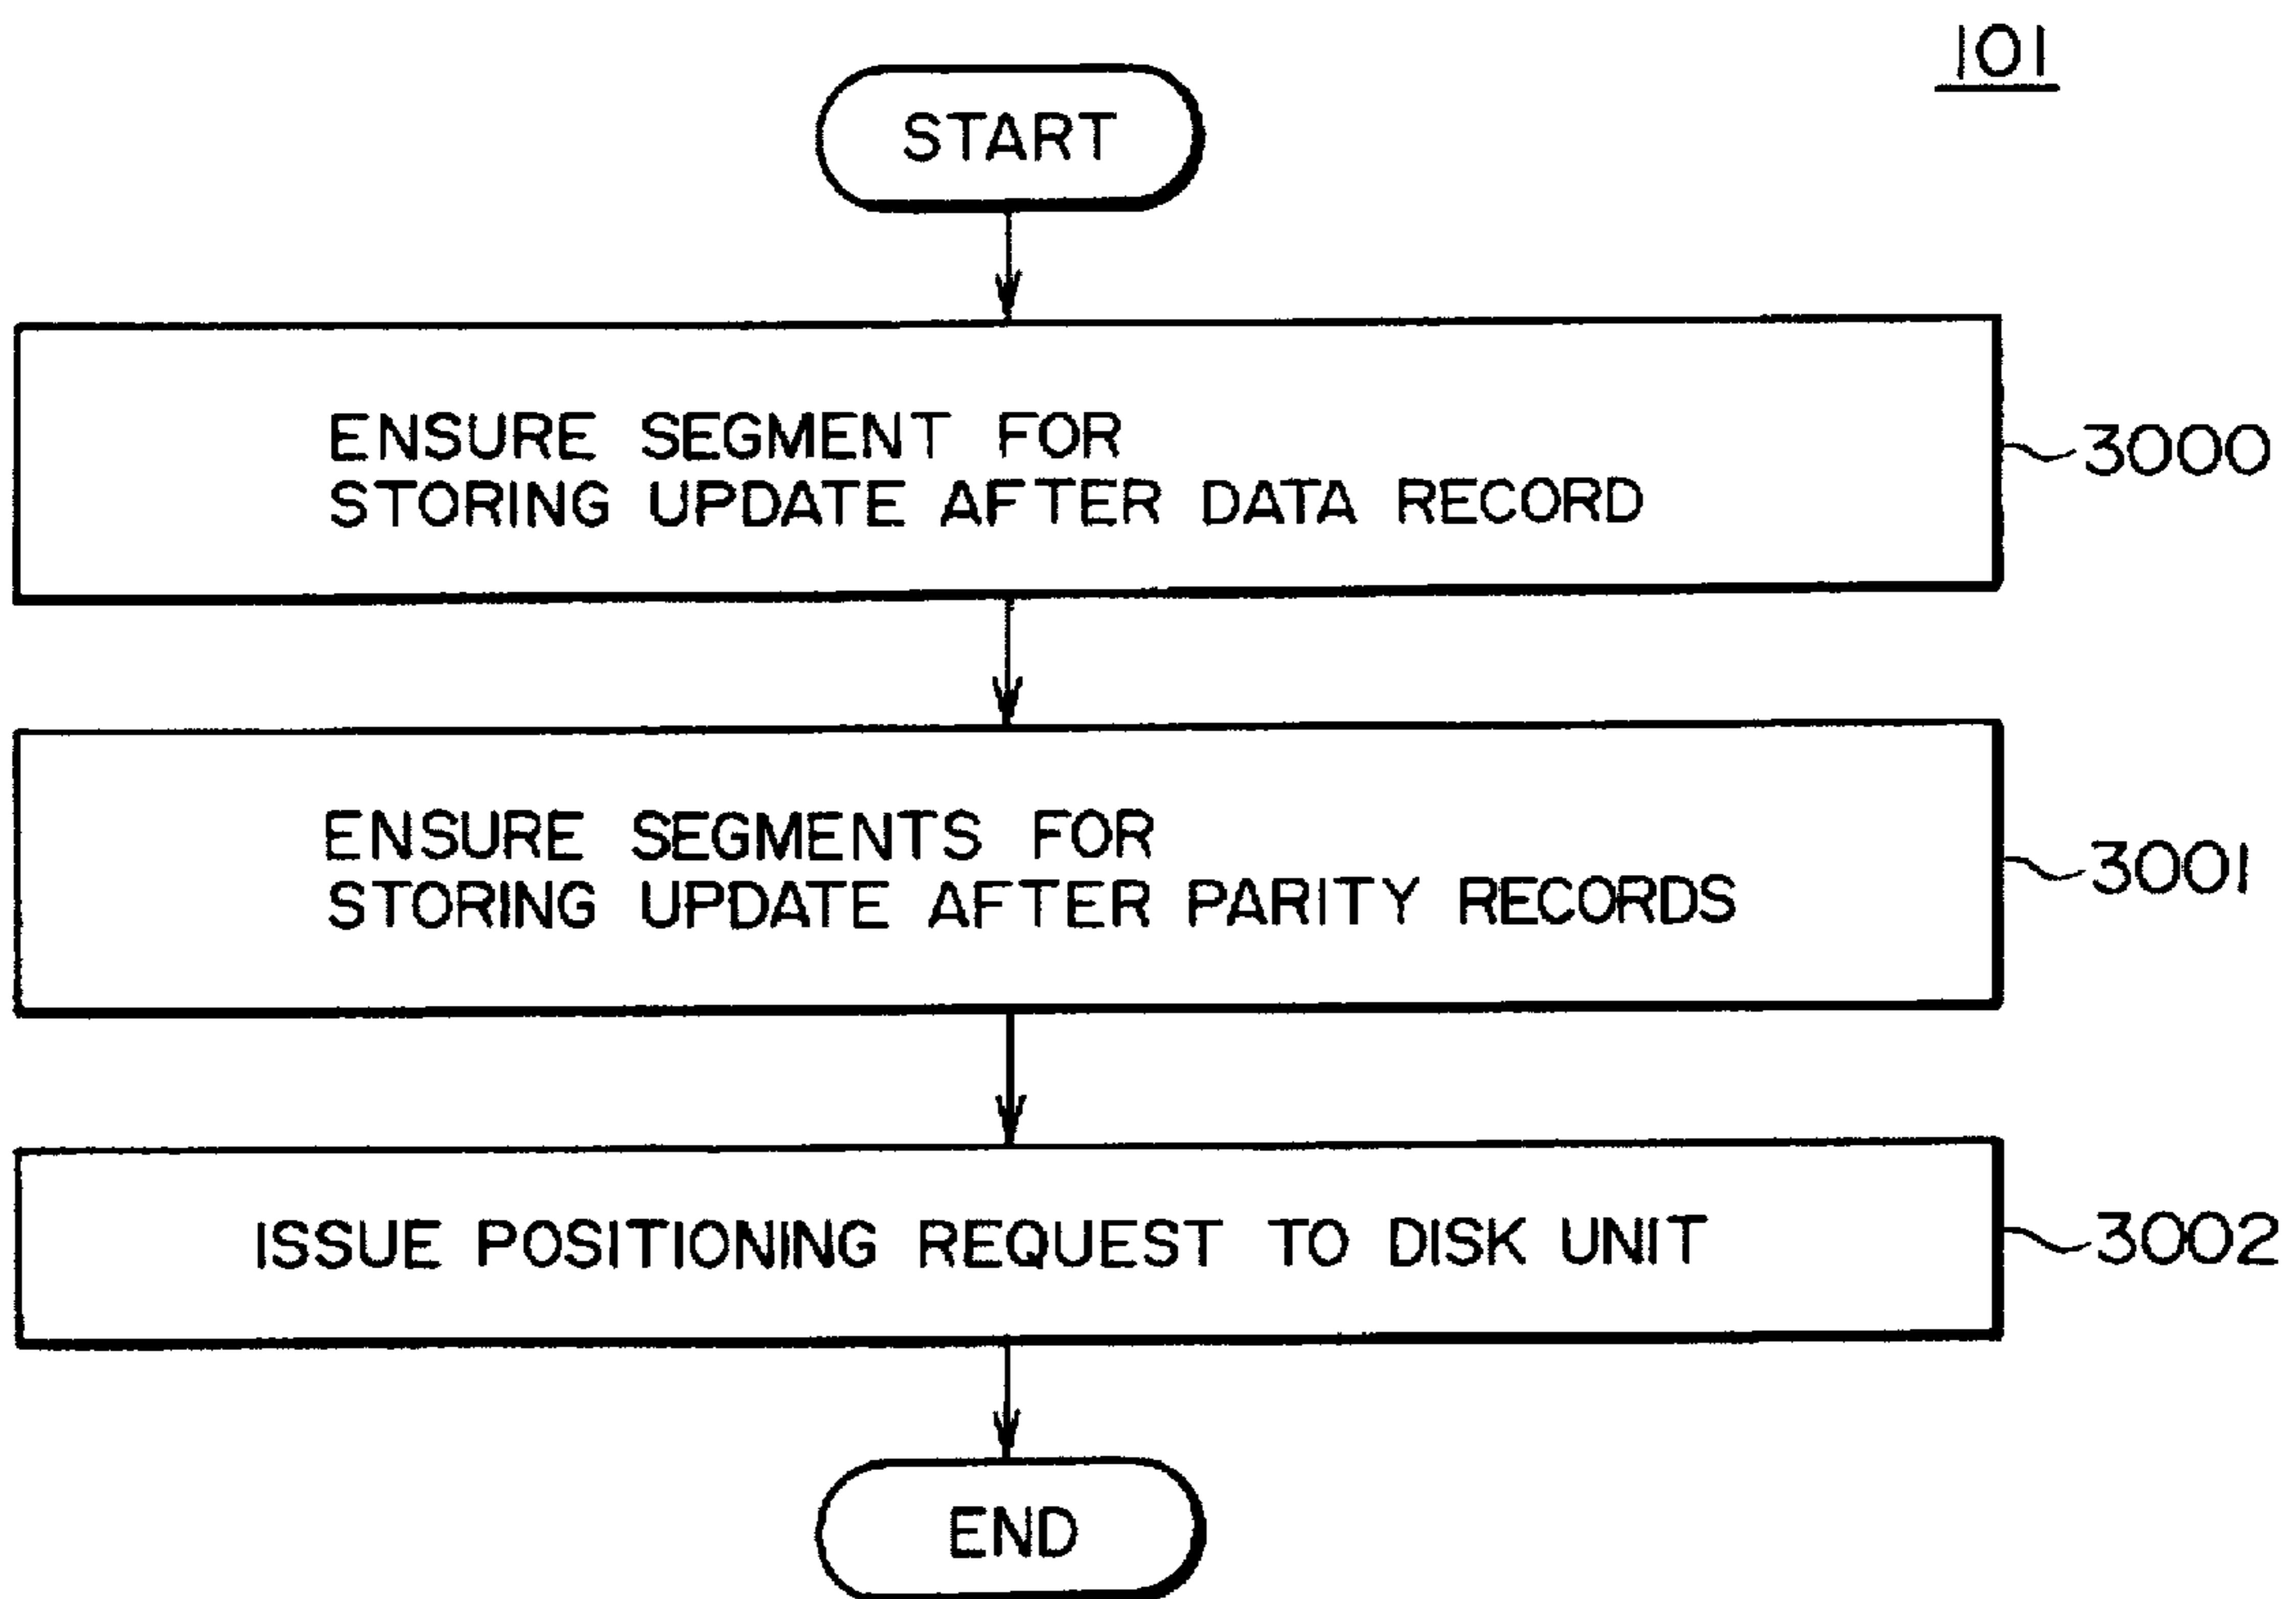 101
START
ENSURE SEGMENT FOR
STORING UPDATE AFTER DATA RECORD
3000
ENSURE SEGMENTS FOR
STORING UPDATE AFTER PARITY RECORDS
3001
ISSUE POSITIONING REQUEST TO DISK UNIT
3002
END